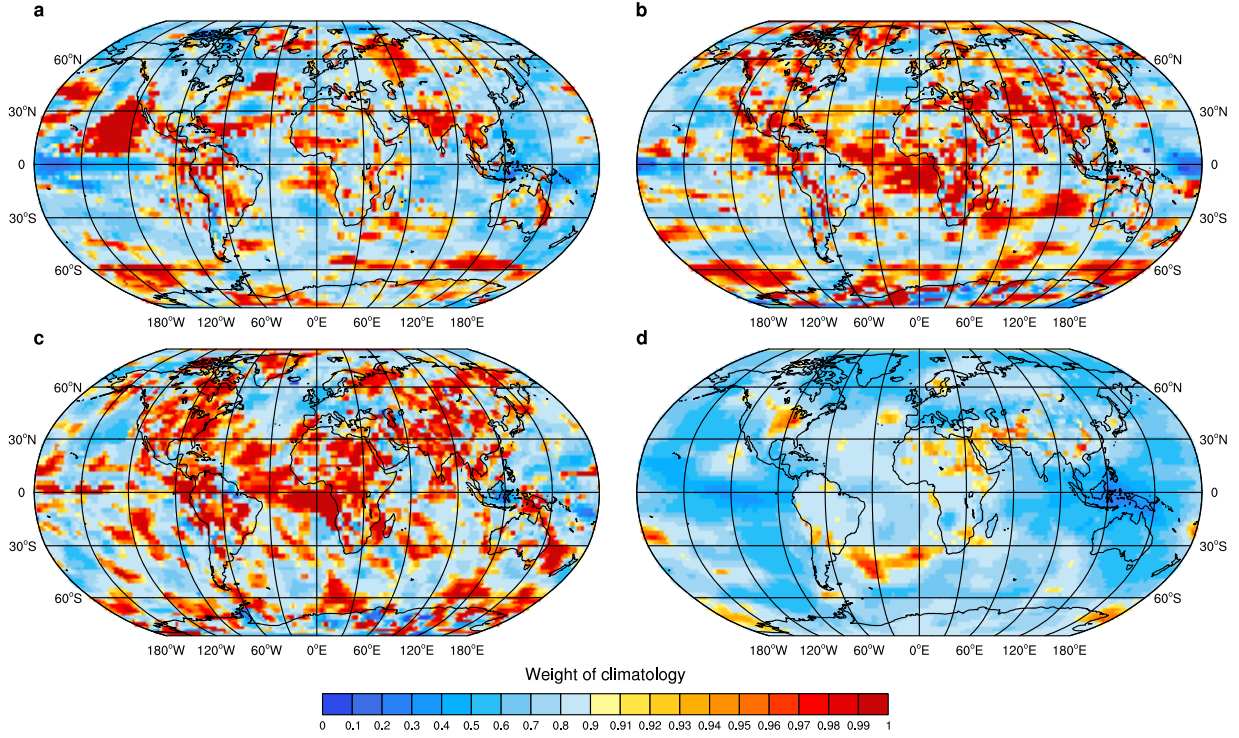 a b
60°N 60°N
30°N 30°N
0 0
30°S 30°S
60°S 60°S
180°W 120°W 60°W 0°E 60°E 120°E 180°E 180°W 120°W 60°W 0°E 60°E 120°E 180°E
c d
60°N 60°N
30°N 30°N
0 0
30°S 30°S
60°S 60°S
180°W 120°W 60°W 0°E 60°E 120°E 180°E 180°W 120°W 60°W 0°E 60°E 120°E 180°E
Weight of climatology
0 0.1 0.2 0.3 0.4 0.5 0.6 0.7 0.8 0.9 0.91 0.92 0.93 0.94 0.95 0.96 0.97 0.98 0.99 1